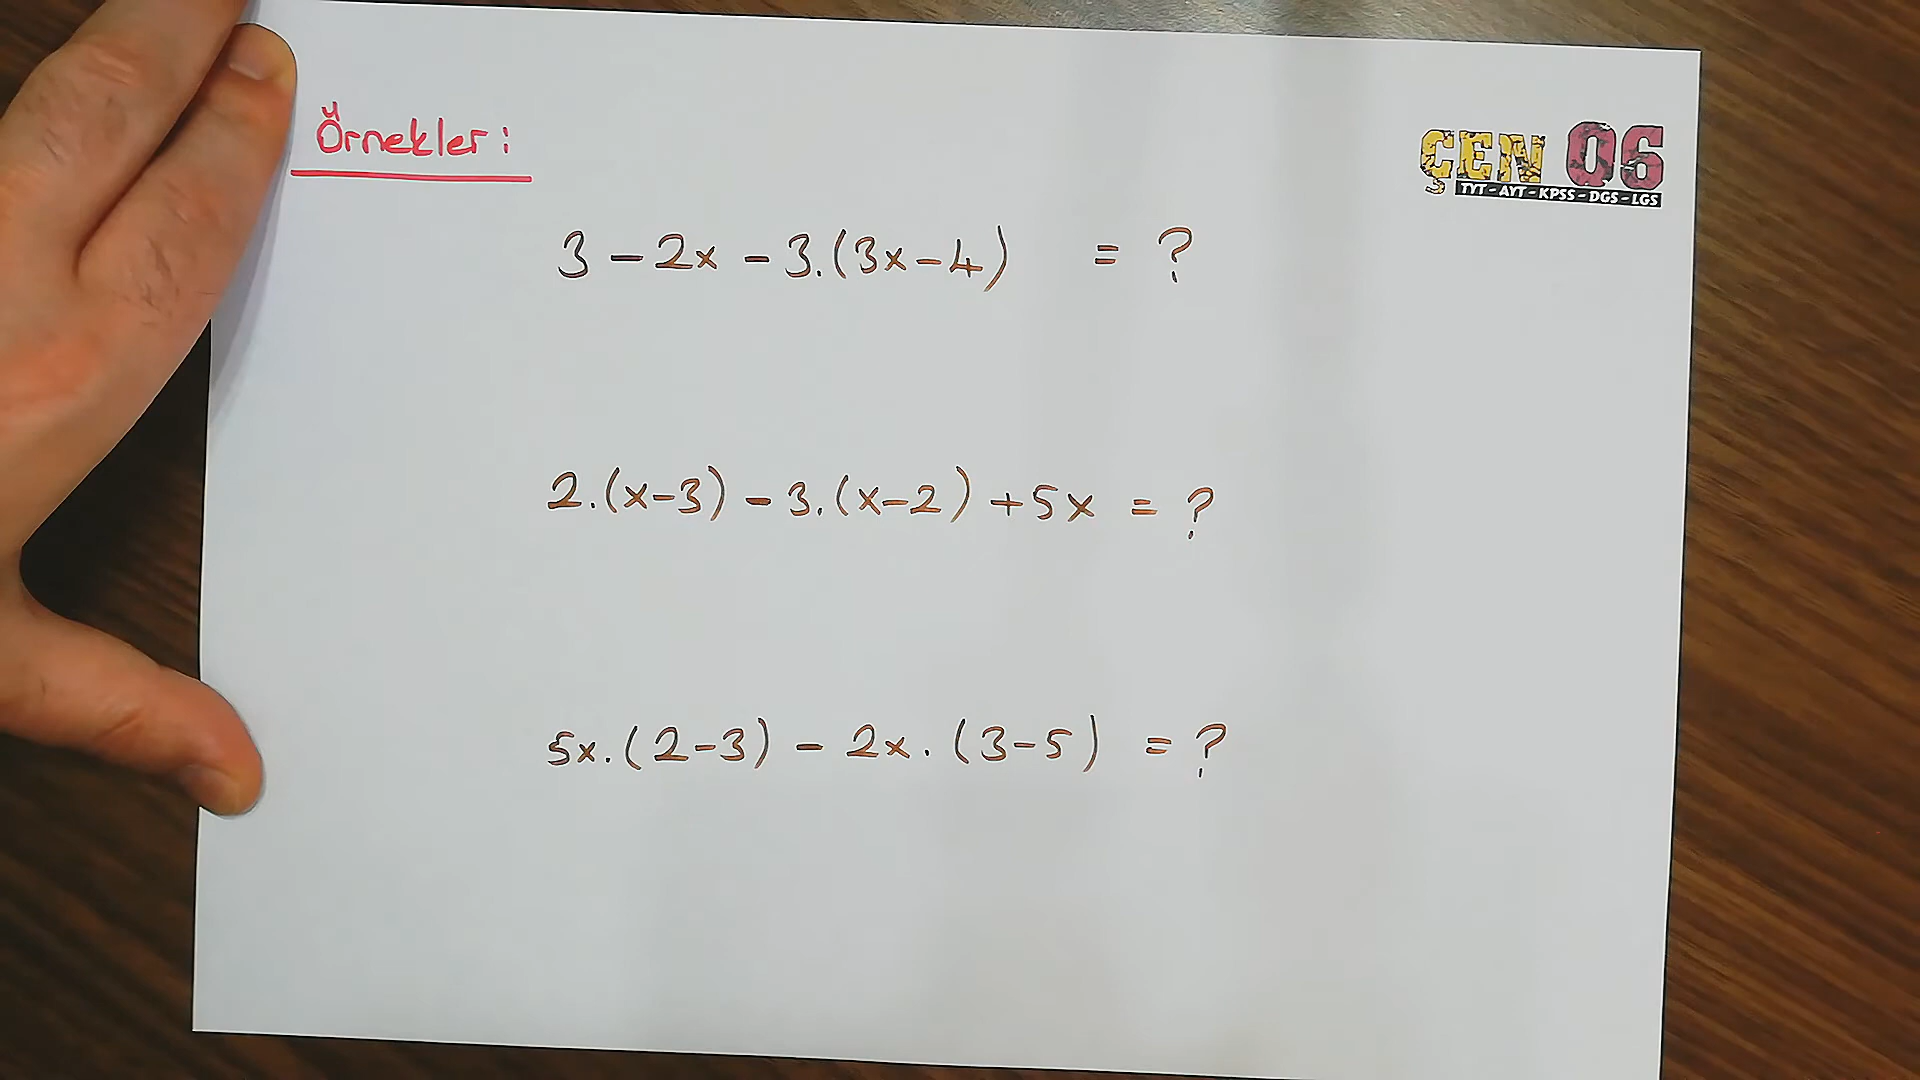 Örnekler:
ÇEN 06
TYT - AYT - KPSS - DGS - LGS
3 - 2x - 3.(3x-4) = ?
2.(x-3) - 3.(x-2) +5x = ?
5x.(2-3) - 2x.(3-5) = ?